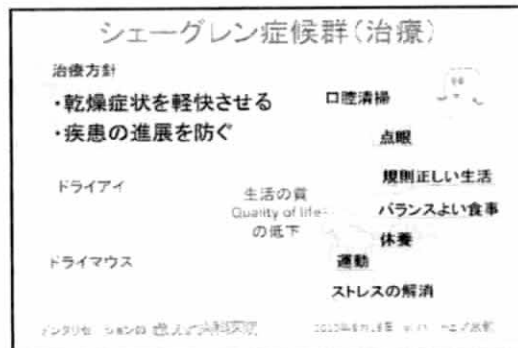 シェーグレン症候群(治療)
治療方針
・乾燥症状を軽快させる
・疾患の進展を防ぐ
口腔清掃
点眼
規則正しい生活
バランスよい食事
休養
運動
ストレスの解消
ドライアイ
生活の質
Quality of life
の低下
ドライマウス